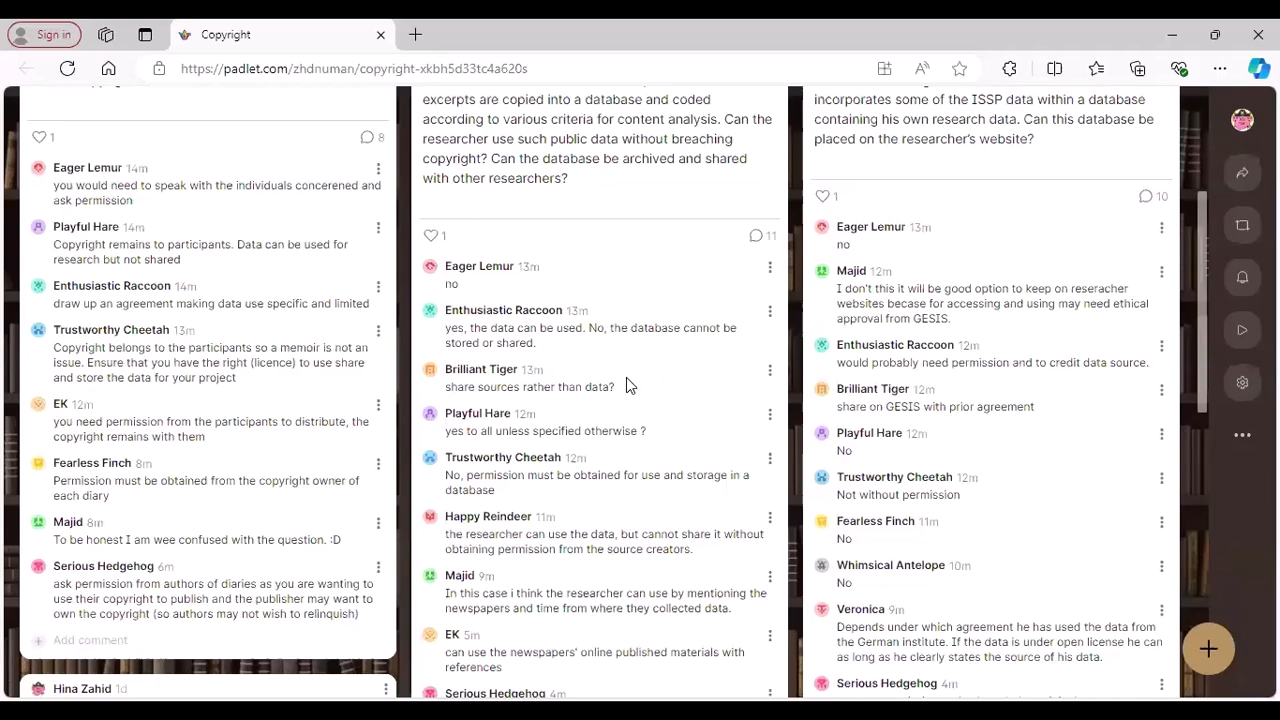 Sign in
Copyright
https://padlet.com/zhdnuman/copyright-xkbh5d33tc4a620s
1
8
Eager Lemur 14m
you would need to speak with the individuals concerened and
ask permission
Playful Hare 14m
Copyright remains to participants. Data can be used for
research but not shared
Enthusiastic Raccoon 14m
draw up an agreement making data use specific and limited
Trustworthy Cheetah 13m
Copyright belongs to the participants so a memoir is not an
issue. Ensure that you have the right (licence) to use share
and store the data for your project
EK 12m
you need permission from the participants to distribute, the
copyright remains with them
Fearless Finch 8m
Permission must be obtained from the copyright owner of
each diary
Majid 8m
To be honest I am wee confused with the question. :D
Serious Hedgehog 6m
ask permission from authors of diaries as you are wanting to
use their copyright to publish and the publisher may want to
own the copyright (so authors may not wish to relinquish)
Add comment
Hina Zahid 1d
excerpts are copied into a database and coded
according to various criteria for content analysis. Can the
researcher use such public data without breaching
copyright? Can the database be archived and shared
with other researchers?
1
11
Eager Lemur 13m
no
Enthusiastic Raccoon 13m
yes, the data can be used. No, the database cannot be
stored or shared.
Brilliant Tiger 13m
share sources rather than data?
Playful Hare 12m
yes to all unless specified otherwise ?
Trustworthy Cheetah 12m
No, permission must be obtained for use and storage in a
database
Happy Reindeer 11m
the researcher can use the data, but cannot share it without
obtaining permission from the source creators.
Majid 9m
In this case i think the researcher can use by mentioning the
newspapers and time from where they collected data.
EK 5m
can use the newspapers' online published materials with
references
Serious Hedgehog 4m
incorporates some of the ISSP data within a database
containing his own research data. Can this database be
placed on the researcher's website?
1
10
Eager Lemur 13m
no
Majid 12m
I don't this it will be good option to keep on reseracher
websites becase for accessing and using may need ethical
approval from GESIS.
Enthusiastic Raccoon 12m
would probably need permission and to credit data source.
Brilliant Tiger 12m
share on GESIS with prior agreement
Playful Hare 12m
No
Trustworthy Cheetah 12m
Not without permission
Fearless Finch 11m
No
Whimsical Antelope 10m
No
Veronica 9m
Depends under which agreement he has used the data from
the German institute. If the data is under open license he can
as long as he clearly states the source of his data.
Serious Hedgehog 4m